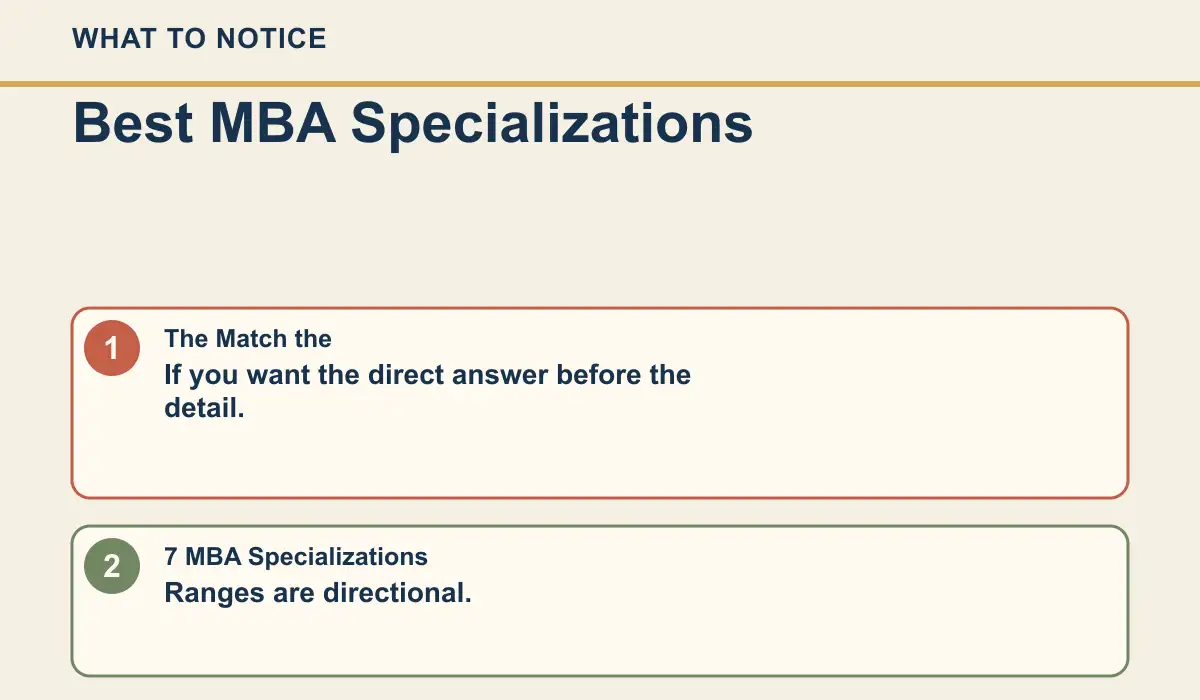 WHAT TO NOTICE
Best MBA Specializations
1
The Match the
If you want the direct answer before the
detail.
2
7 MBA Specializations
Ranges are directional.